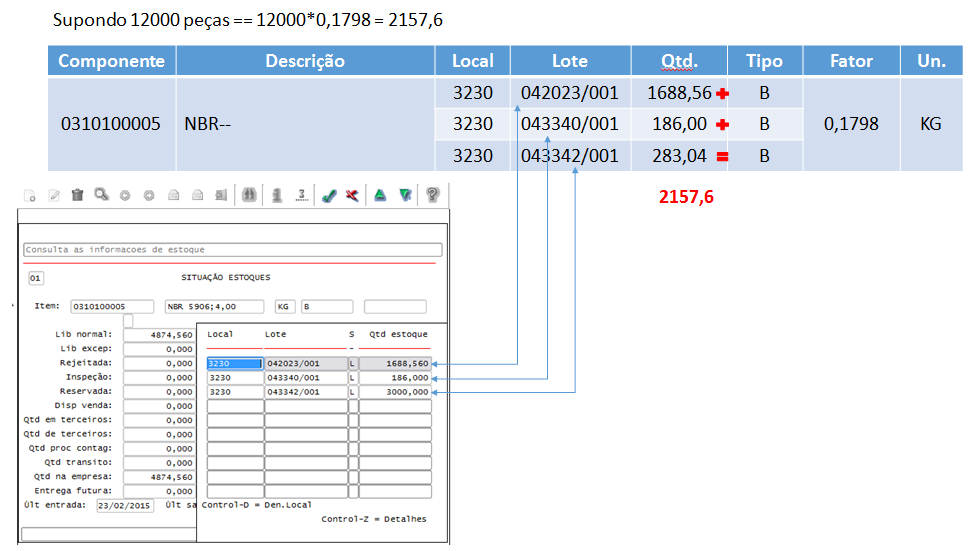 Supondo 12000 peças == 12000*0,1798 = 2157,6
Componente Descrição Local Lote Qtd. Tipo Fator Un.
3230 042023/001 1688,56 + B
0310100005 NBR-- 3230 043340/001 186,00 + B 0,1798 KG
3230 043342/001 283,04 = B
2157,6
Consulta as informacoes de estoque
01 SITUAÇÃO ESTOQUES
Item: 0310100005 NBR 5906;4,00 KG B
Lib normal: 4874,560
Lib excep: 0,000
Rejeitada: 0,000
Inspeção: 0,000
Reservada: 0,000
Disp venda: 0,000
Qtd em terceiros: 0,000
Qtd de terceiros: 0,000
Qtd proc contag: 0,000
Qtd transito: 0,000
Qtd na empresa: 4874,560
Entrega futura: 0,000
Últ entrada: 23/02/2015 Últ sa
Local Lote S Qtd estoque
3230 042023/001 L 1688,560
3230 043340/001 L 186,000
3230 043342/001 L 3000,000
Control-D = Den.Local
Control-Z = Detalhes